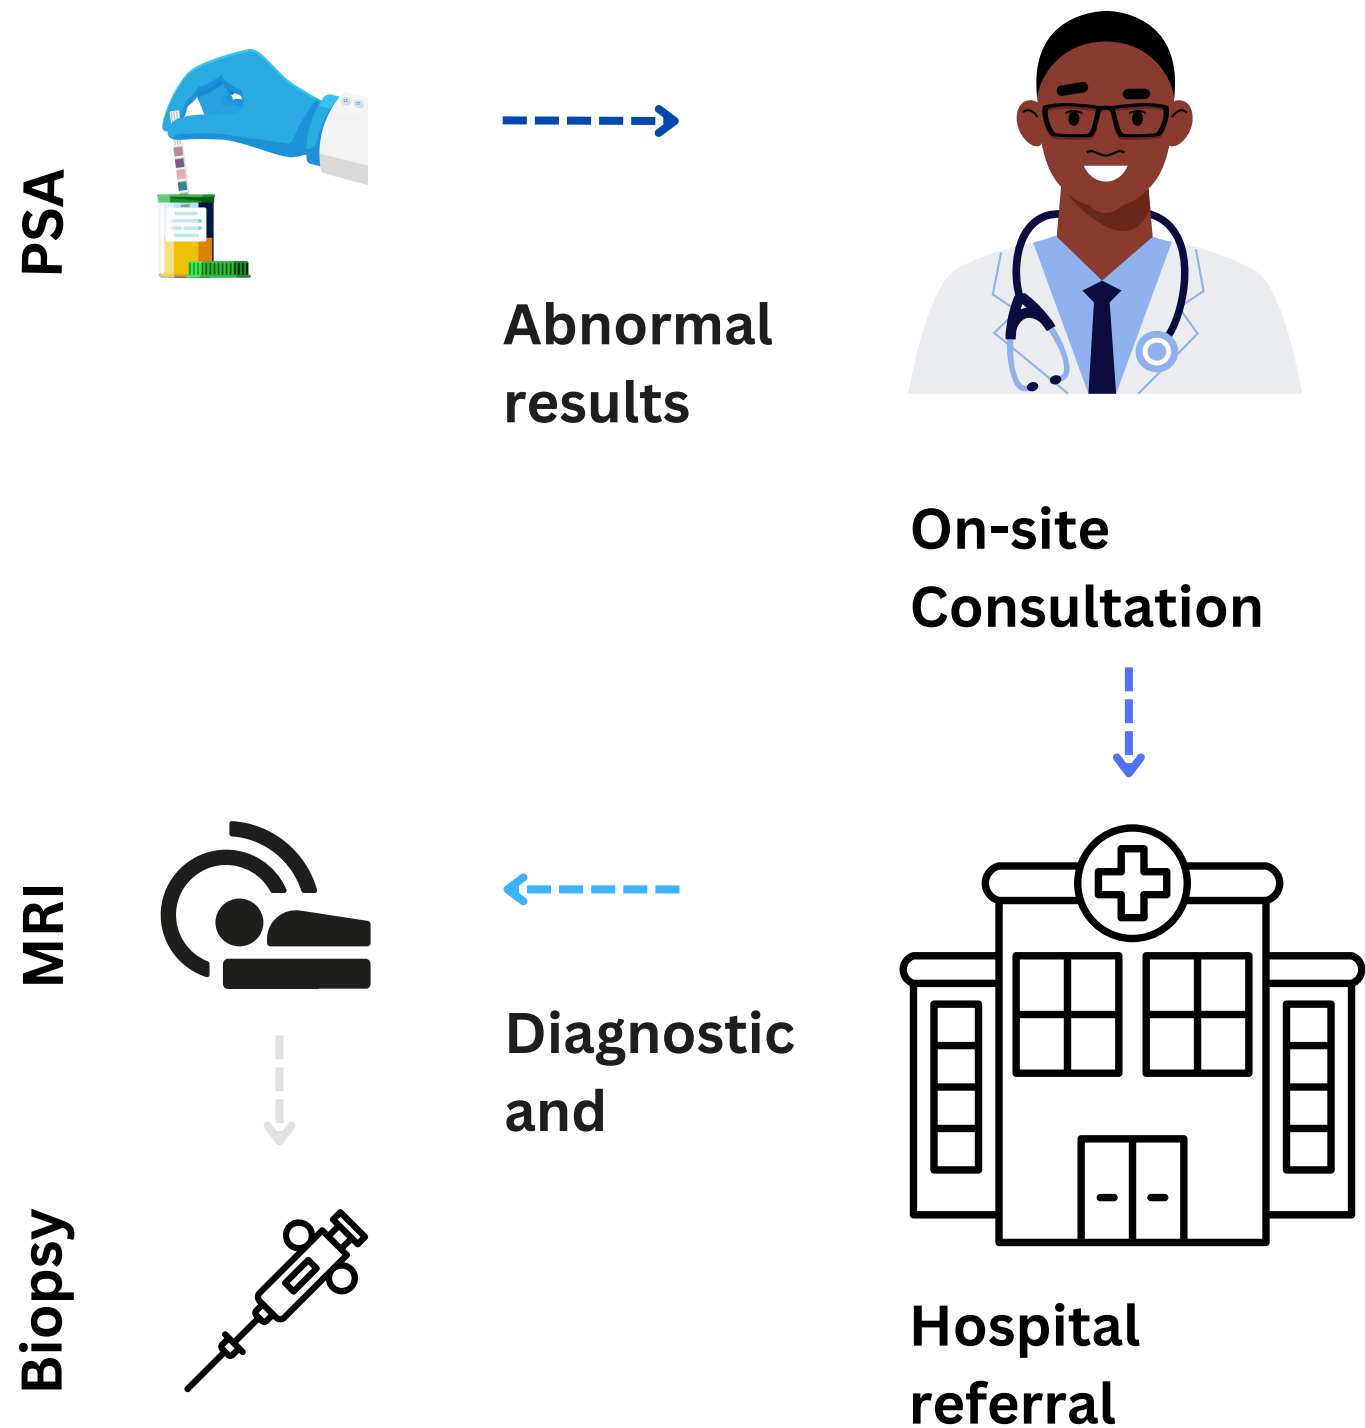 PSA
Abnormal
results
On-site
Consultation
MRI
Diagnostic
and
Biopsy
Hospital
referral